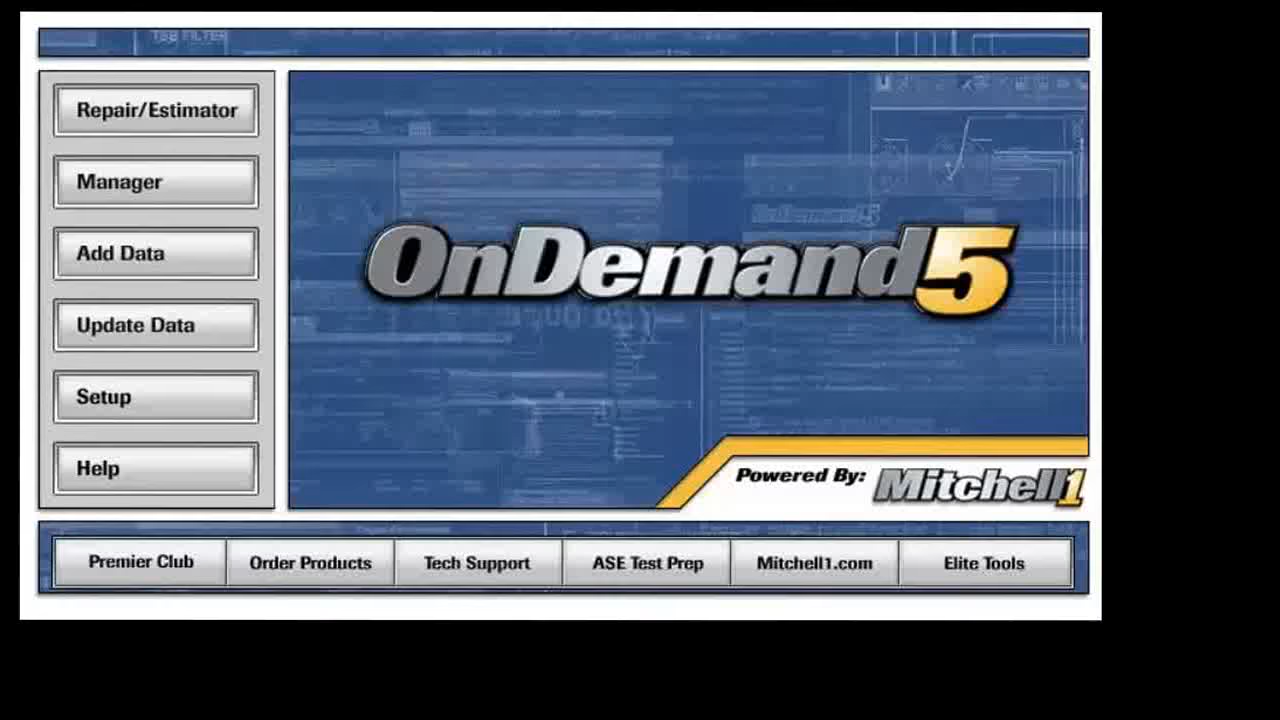 Repair/Estimator
Manager
Add Data
Update Data
Setup
Help
OnDemand5
Powered By: Mitchell1
Premier Club
Order Products
Tech Support
ASE Test Prep
Mitchell1.com
Elite Tools